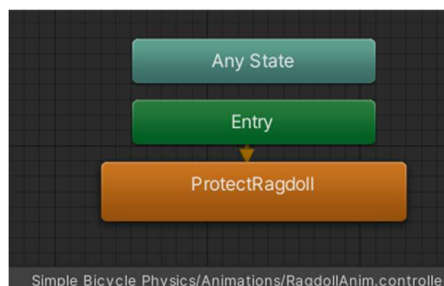 Any State
Entry
ProtectRagdoll
Simple Bicycle Physics/Animations/RagdollAnim.controlle